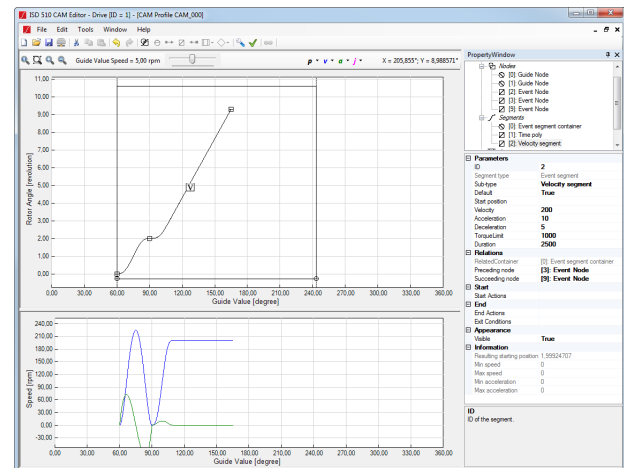 ISD 510 CAM Editor - Drive [ID = 1] - [CAM Profile CAM_000]
File Edit Tools Window Help
Guide Value Speed = 5,00 rpm
p v a j X = 205,855°; Y = 8,988571°
11,00
10,00
9,00
8,00
7,00
6,00
5,00
4,00
3,00
2,00
1,00
0,00
Rotor Angle [revolution]
[V]
0,00 30,00 60,00 90,00 120,00 150,00 180,00 210,00 240,00 270,00 300,00 330,00 360,00
Guide Value [degree]
240,00
210,00
180,00
150,00
120,00
90,00
60,00
30,00
0,00
-30,00
Speed [rpm]
0,00 30,00 60,00 90,00 120,00 150,00 180,00 210,00 240,00 270,00 300,00 330,00 360,00
Guide Value [degree]
PropertyWindow
Nodes
[0]: Guide Node
[1]: Guide Node
[2]: Event Node
[3]: Event Node
[9]: Event Node
Segments
[0]: Event segment container
[1]: Time poly
[2]: Velocity segment
Parameters
ID 2
Segment type Event segment
Sub-type Velocity segment
Default True
Start position
Velocity 200
Acceleration 10
Deceleration 5
TorqueLimit 1000
Duration 2500
Relations
RelatedContainer [0]: Event segment container
Preceding node [3]: Event Node
Succeeding node [9]: Event Node
Start
Start Actions
End
End Actions
Exit Conditions
Appearance
Visible True
Information
Resulting starting position 1,99924707
Min speed 0
Max speed 0
Min acceleration 0
Max acceleration 0
ID
ID of the segment.